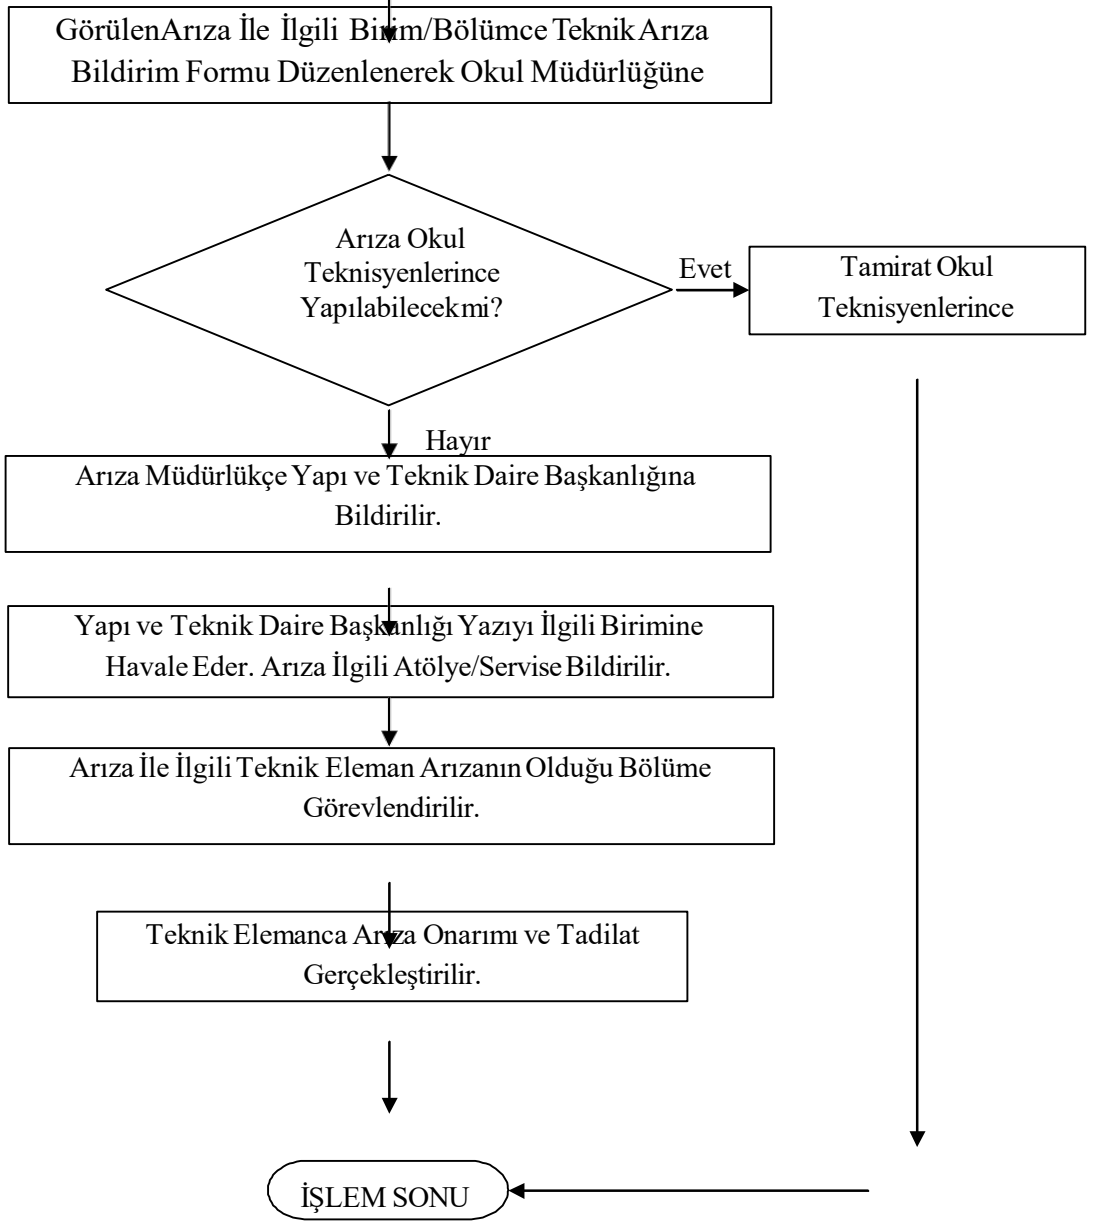 Görülen Arıza İle İlgili Birim/Bölümce Teknik Arıza
Bildirim Formu Düzenlenerek Okul Müdürlüğüne
Arıza Okul
Teknisyenlerince
Yapılabilecekmi?
Evet
Tamirat Okul
Teknisyenlerince
Hayır
Arıza Müdürlükçe Yapı ve Teknik Daire Başkanlığına
Bildirilir.
Yapı ve Teknik Daire Başkanlığı Yazıyı İlgili Birimine
Havale Eder. Arıza İlgili Atölye/Servise Bildirilir.
Arıza İle İlgili Teknik Eleman Arızanın Olduğu Bölüme
Görevlendirilir.
Teknik Elemanca Arıza Onarımı ve Tadilat
Gerçekleştirilir.
İŞLEM SONU